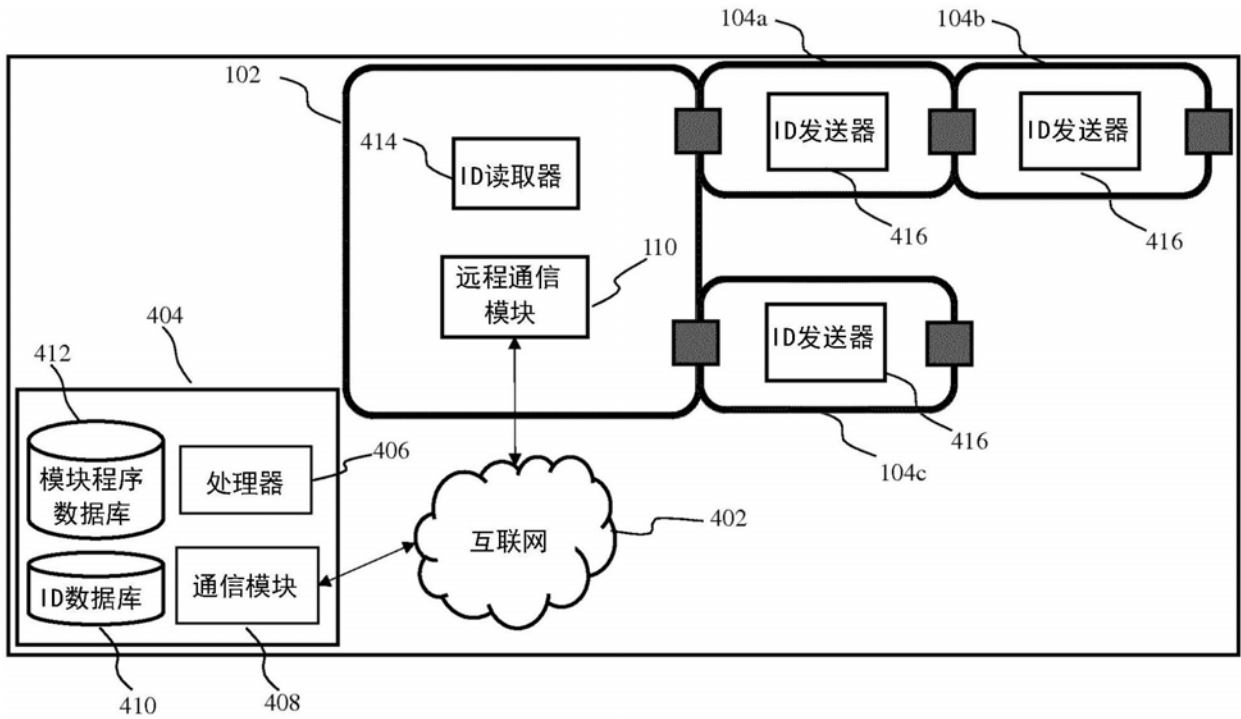 104a
104b
102
414
ID读取器
ID发送器
ID发送器
416
416
110
远程通信
模块
404
412
ID发送器
416
104c
模块程序
数据库
处理器
406
互联网
402
ID数据库
通信模块
410
408